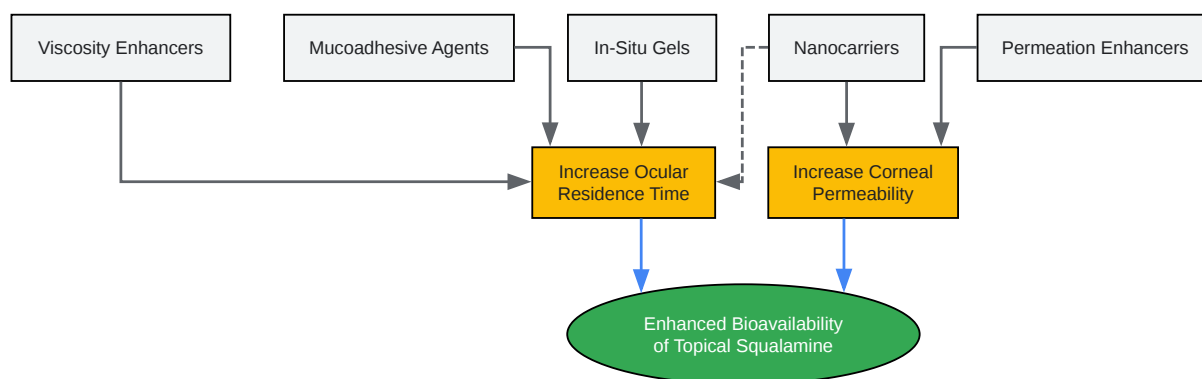 Viscosity Enhancers
Mucoadhesive Agents
In-Situ Gels
Nanocarriers
Permeation Enhancers
Increase Ocular
Residence Time
Increase Corneal
Permeability
Enhanced Bioavailability
of Topical Squalamine